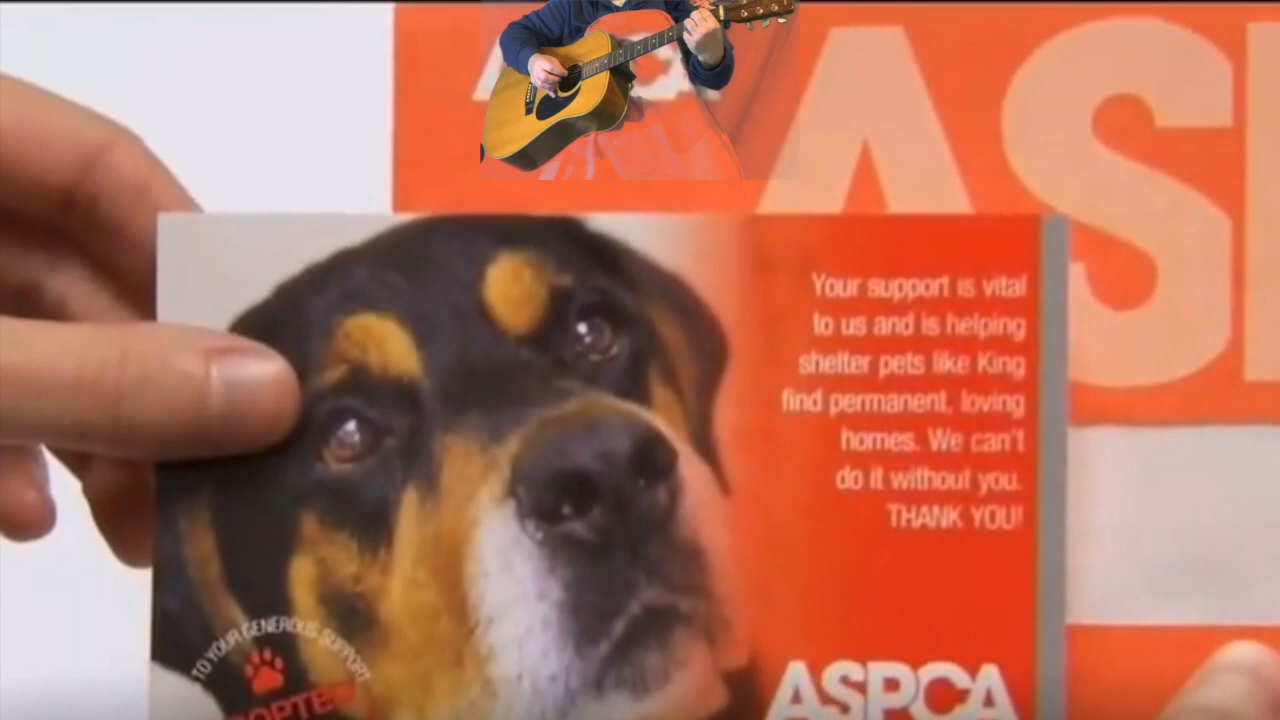 AS
Your support is vital
to us and is helping
shelter pets like King
find permanent, loving
homes. We can't
do it without you.
THANK YOU!
TO YOUR GENEROUS SUPPORT
ASPCA